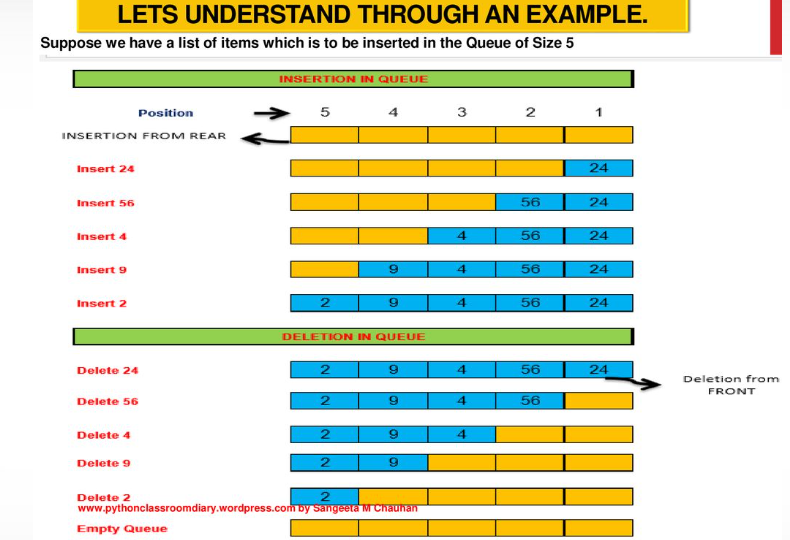 LETS UNDERSTAND THROUGH AN EXAMPLE.
Suppose we have a list of items which is to be inserted in the Queue of Size 5
INSERTION IN QUEUE
Position 5 4 3 2 1
INSERTION FROM REAR
Insert 24 24
Insert 56 56 24
Insert 4 4 56 24
Insert 9 9 4 56 24
Insert 2 2 9 4 56 24
DELETION IN QUEUE
Delete 24 2 9 4 56 24
Deletion from
FRONT
Delete 56 2 9 4 56
Delete 4 2 9 4
Delete 9 2 9
Delete 2 2
www.pythonclassroomdiary.wordpress.com by Sangeeta M Chauhan
Empty Queue